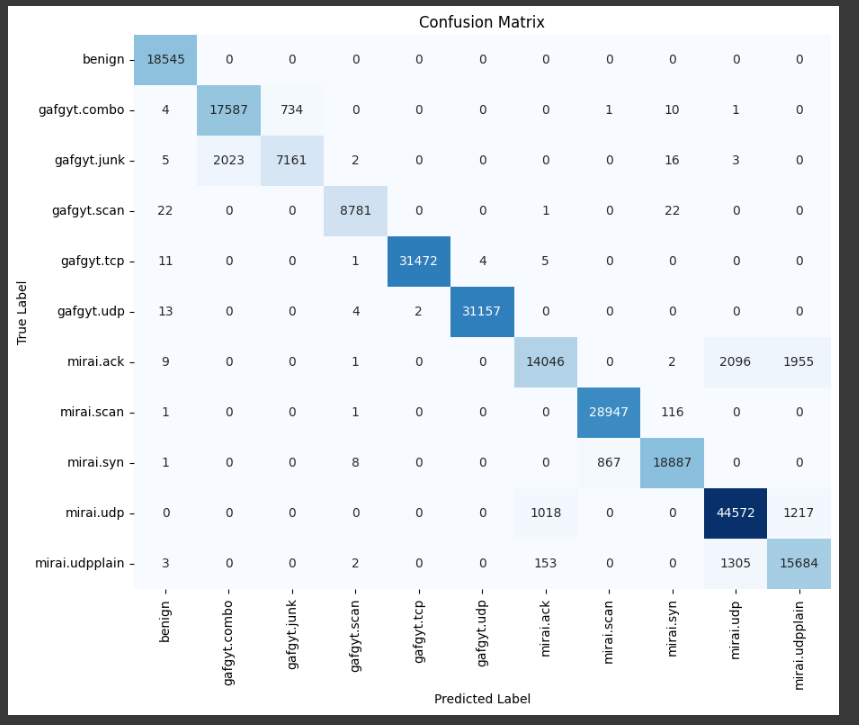 Confusion Matrix
benign 18545 0 0 0 0 0 0 0 0 0 0
gafgyt.combo 4 17587 734 0 0 0 0 1 10 1 0
gafgyt.junk 5 2023 7161 2 0 0 0 0 16 3 0
gafgyt.scan 22 0 0 8781 0 0 1 0 22 0 0
gafgyt.tcp 11 0 0 1 31472 4 5 0 0 0 0
gafgyt.udp 13 0 0 4 2 31157 0 0 0 0 0
mirai.ack 9 0 0 1 0 0 14046 0 2 2096 1955
mirai.scan 1 0 0 1 0 0 0 28947 116 0 0
mirai.syn 1 0 0 8 0 0 0 867 18887 0 0
mirai.udp 0 0 0 0 0 0 1018 0 0 44572 1217
mirai.udpplain 3 0 0 2 0 0 153 0 0 1305 15684
True Label
benign gafgyt.combo gafgyt.junk gafgyt.scan gafgyt.tcp gafgyt.udp mirai.ack mirai.scan mirai.syn mirai.udp mirai.udpplain
Predicted Label